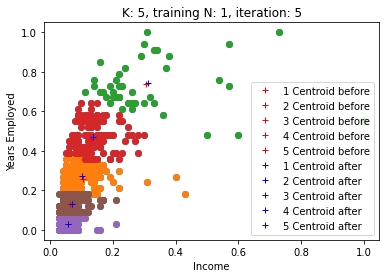 K: 5, training N: 1, iteration: 5
1.0
0.8
0.6
0.4
0.2
0.0
Years Employed
1 Centroid before
2 Centroid before
3 Centroid before
4 Centroid before
5 Centroid before
1 Centroid after
2 Centroid after
3 Centroid after
4 Centroid after
5 Centroid after
0.0 0.2 0.4 0.6 0.8 1.0
Income